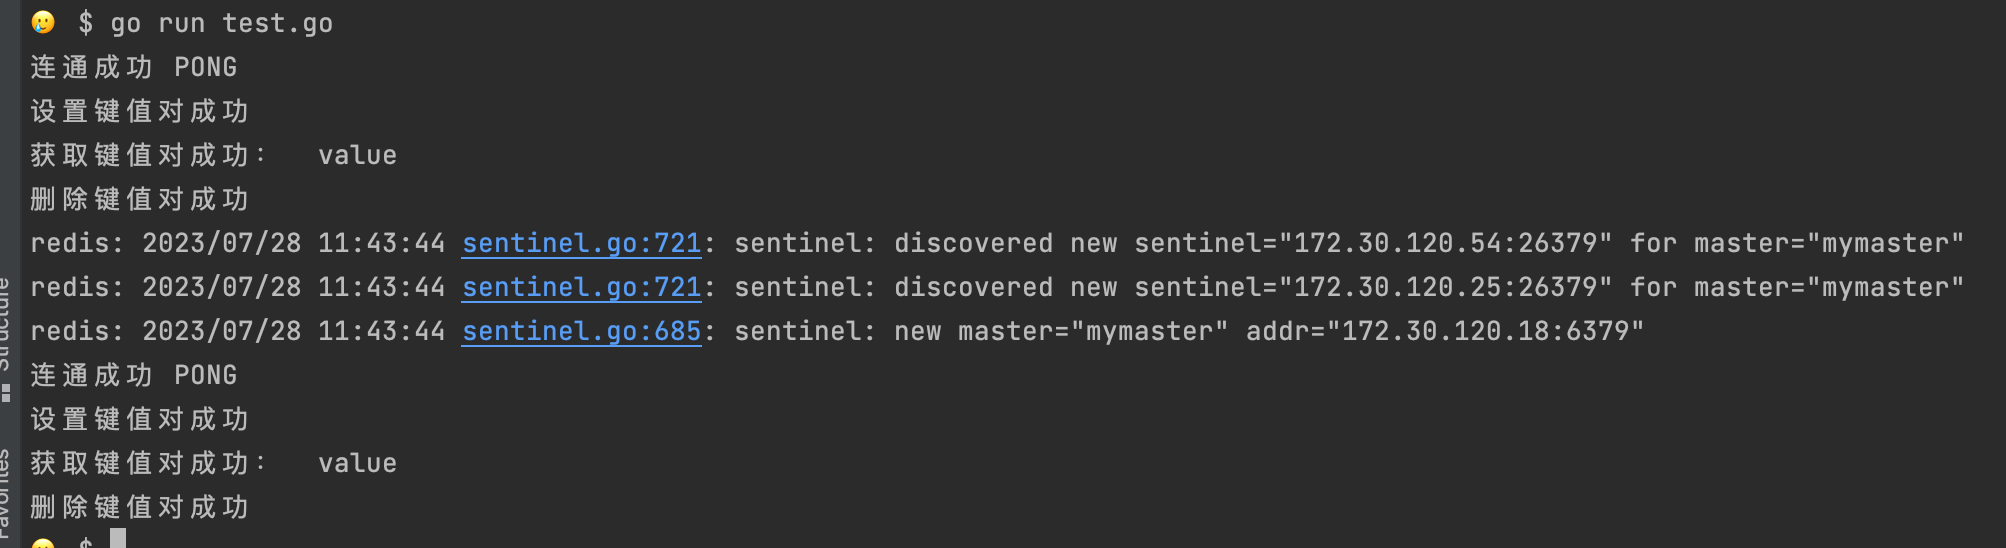 $ go run test.go
连通成功 PONG
设置键值对成功
获取键值对成功： value
删除键值对成功
redis: 2023/07/28 11:43:44 sentinel.go:721: sentinel: discovered new sentinel="172.30.120.54:26379" for master="mymaster"
redis: 2023/07/28 11:43:44 sentinel.go:721: sentinel: discovered new sentinel="172.30.120.25:26379" for master="mymaster"
redis: 2023/07/28 11:43:44 sentinel.go:685: sentinel: new master="mymaster" addr="172.30.120.18:6379"
连通成功 PONG
设置键值对成功
获取键值对成功： value
删除键值对成功
$
Structure
Favorites